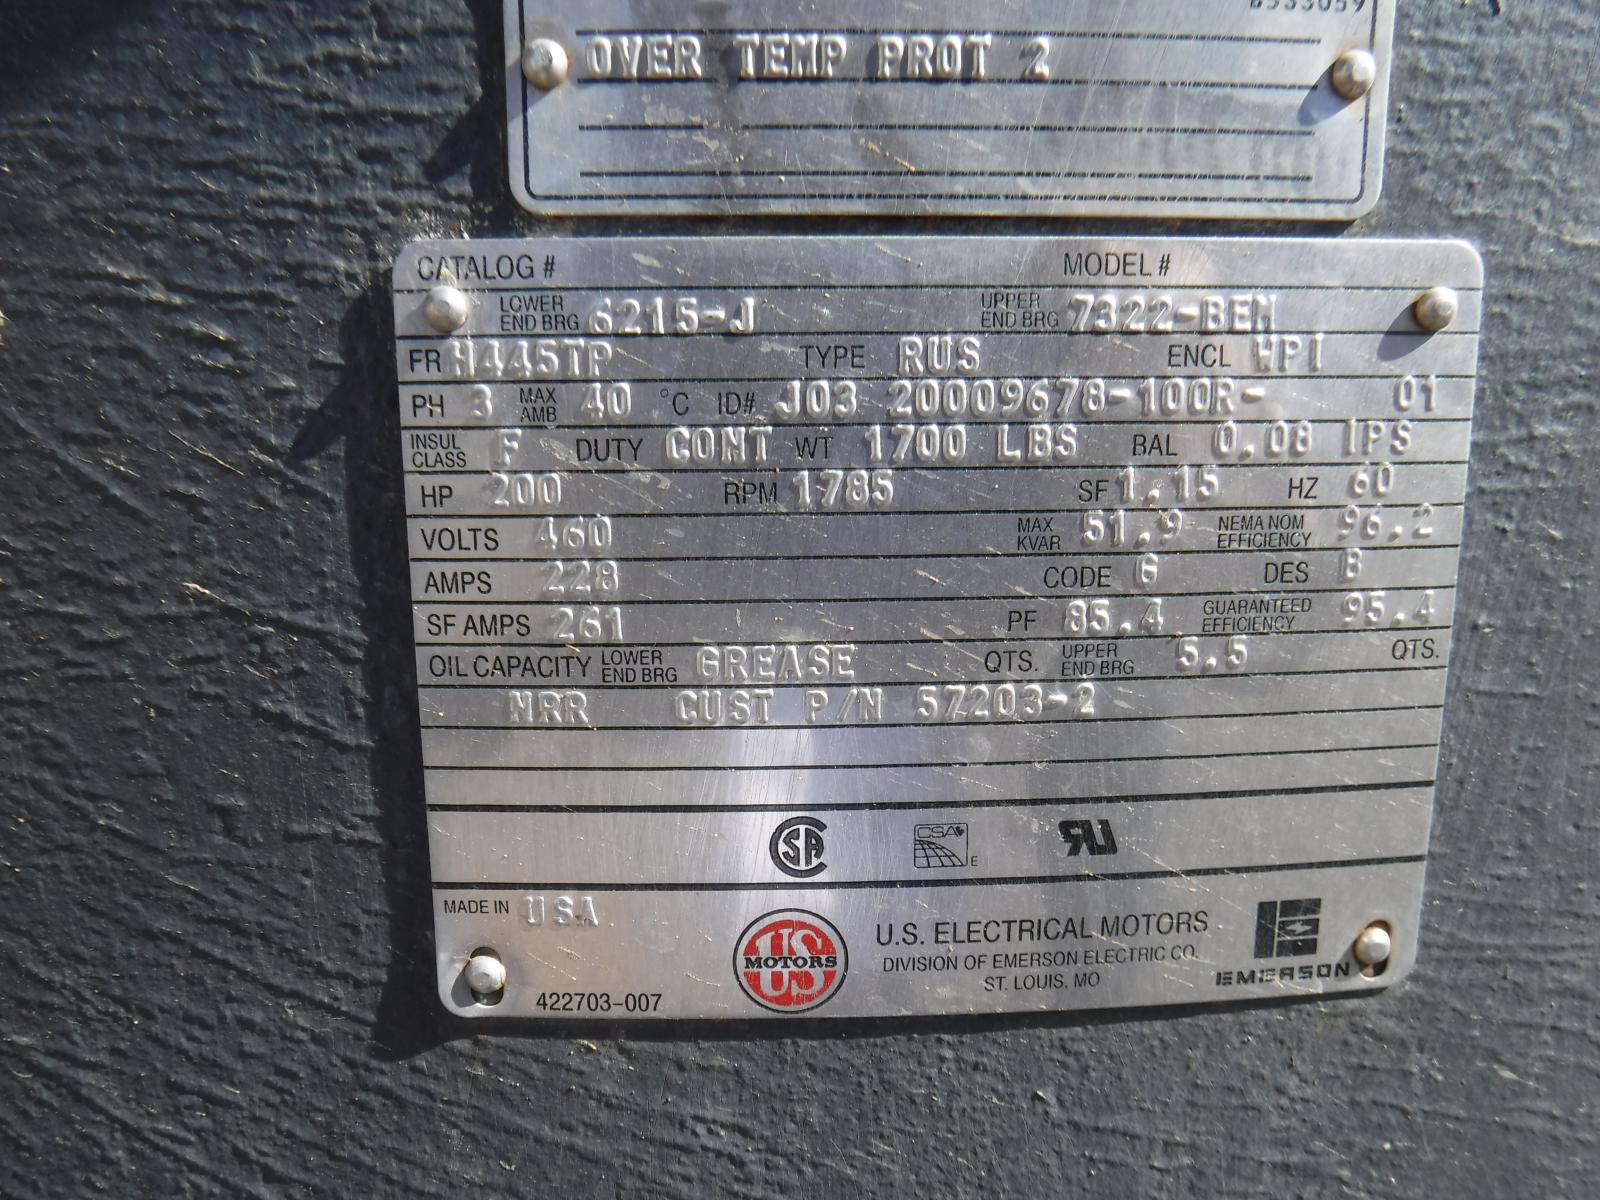 OVER TEMP PROT 2
CATALOG # MODEL #
LOWER END BRG 6215-J UPPER END BRG 7322-BEM
FR H445TP TYPE RUS ENCL WPI
PH 3 MAX AMB 40 °C ID# J03 20009678-100R- 01
INSUL CLASS F DUTY CONT WT 1700 LBS BAL 0.08 IPS
HP 200 RPM 1785 SF 1.15 HZ 60
VOLTS 460 MAX KVAR 51.9 NEMA NOM EFFICIENCY 96.2
AMPS 228 CODE G DES B
SF AMPS 261 PF 85.4 GUARANTEED EFFICIENCY 95.4
OIL CAPACITY LOWER END BRG GREASE QTS. UPPER END BRG 5.5 QTS.
NRR CUST P/N 57203-2
CSA CSA E
MADE IN USA
US MOTORS
U.S. ELECTRICAL MOTORS
DIVISION OF EMERSON ELECTRIC CO.
ST. LOUIS, MO
EMERSON
422703-007